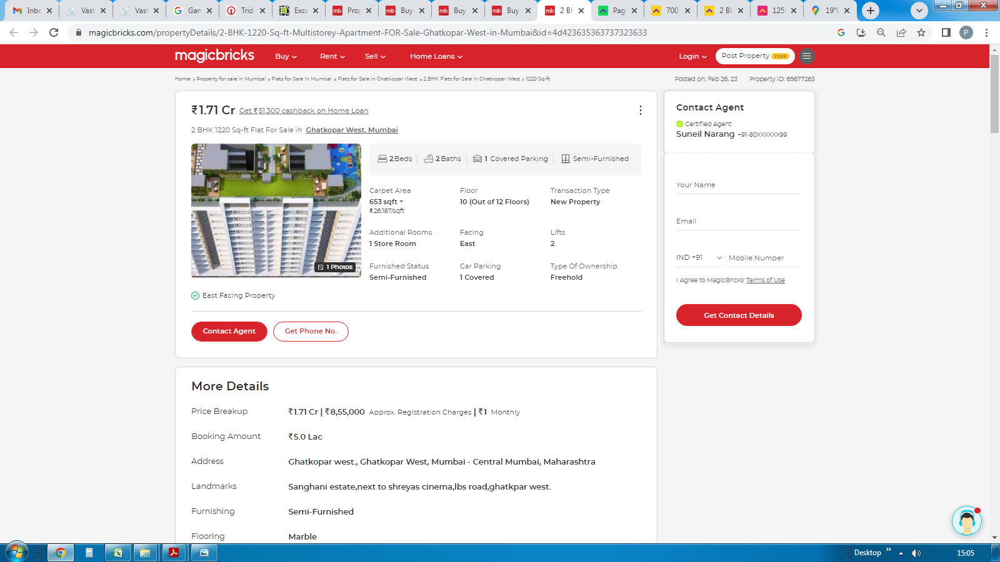 Inbo
Vast
Vast
Gan
Trid
Exce
Prop
Buy
Buy
Buy
2 BH
Pag
700
2 BH
125
19°0
magicbricks.com/propertyDetails/2-BHK-1220-Sq-ft-Multistorey-Apartment-FOR-Sale-Ghatkopar-West-in-Mumbai&id=4d423635363737323633
P
magicbricks
Buy
Rent
Sell
Home Loans
Login
Post Property FREE
Home > Property for sale in Mumbai > Flats for Sale in Mumbai > Flats for Sale in Ghatkopar West > 2 BHK Flats for Sale in Ghatkopar West > 1220 Sq-ft
Posted on: Feb 26, 23 Property ID: 65677263
₹1.71 Cr Get ₹51,300 cashback on Home Loan
2 BHK 1220 Sq-ft Flat For Sale in Ghatkopar West, Mumbai
2 Beds
2 Baths
1 Covered Parking
Semi-Furnished
Carpet Area
653 sqft
₹26,187/sqft
Floor
10 (Out of 12 Floors)
Transaction Type
New Property
Additional Rooms
1 Store Room
Facing
East
Lifts
2
Furnished Status
Semi-Furnished
Car Parking
1 Covered
Type Of Ownership
Freehold
1 Photos
East Facing Property
Contact Agent
Get Phone No.
Contact Agent
Certified Agent
Suneil Narang +91-80XXXXXX99
Your Name
Email
IND +91
Mobile Number
I Agree to MagicBricks' Terms of Use
Get Contact Details
More Details
Price Breakup ₹1.71 Cr | ₹8,55,000 Approx. Registration Charges | ₹1 Monthly
Booking Amount ₹5.0 Lac
Address Ghatkopar west., Ghatkopar West, Mumbai - Central Mumbai, Maharashtra
Landmarks Sanghani estate,next to shreyas cinema,lbs road,ghatkpar west.
Furnishing Semi-Furnished
Flooring Marble
Desktop
15:05